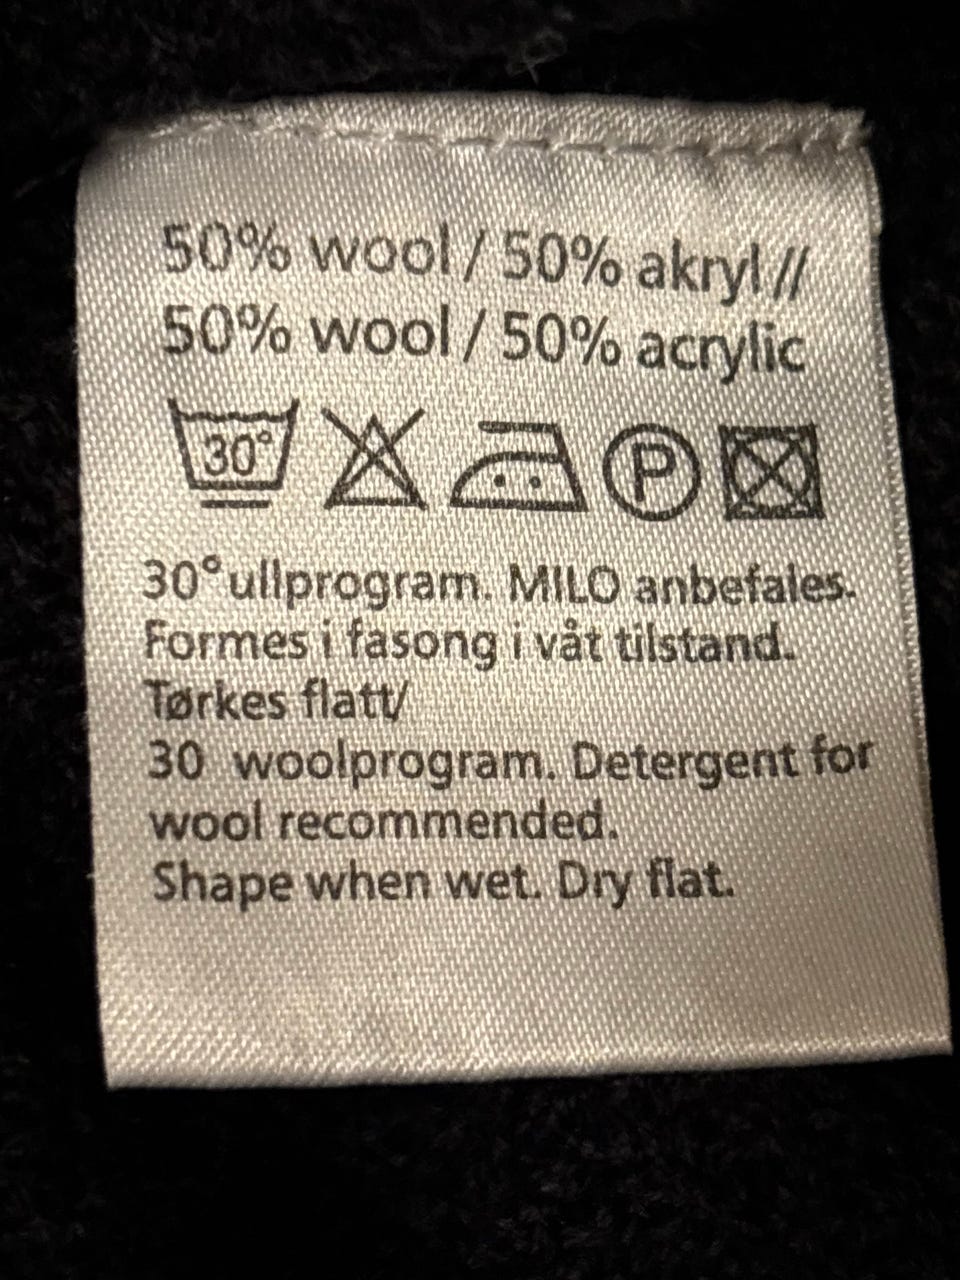 50% wool / 50% akryl //
50% wool / 50% acrylic
30° P
30° ullprogram. MILO anbefales.
Formes i fasong i våt tilstand.
Tørkes flatt/
30 woolprogram. Detergent for
wool recommended.
Shape when wet. Dry flat.